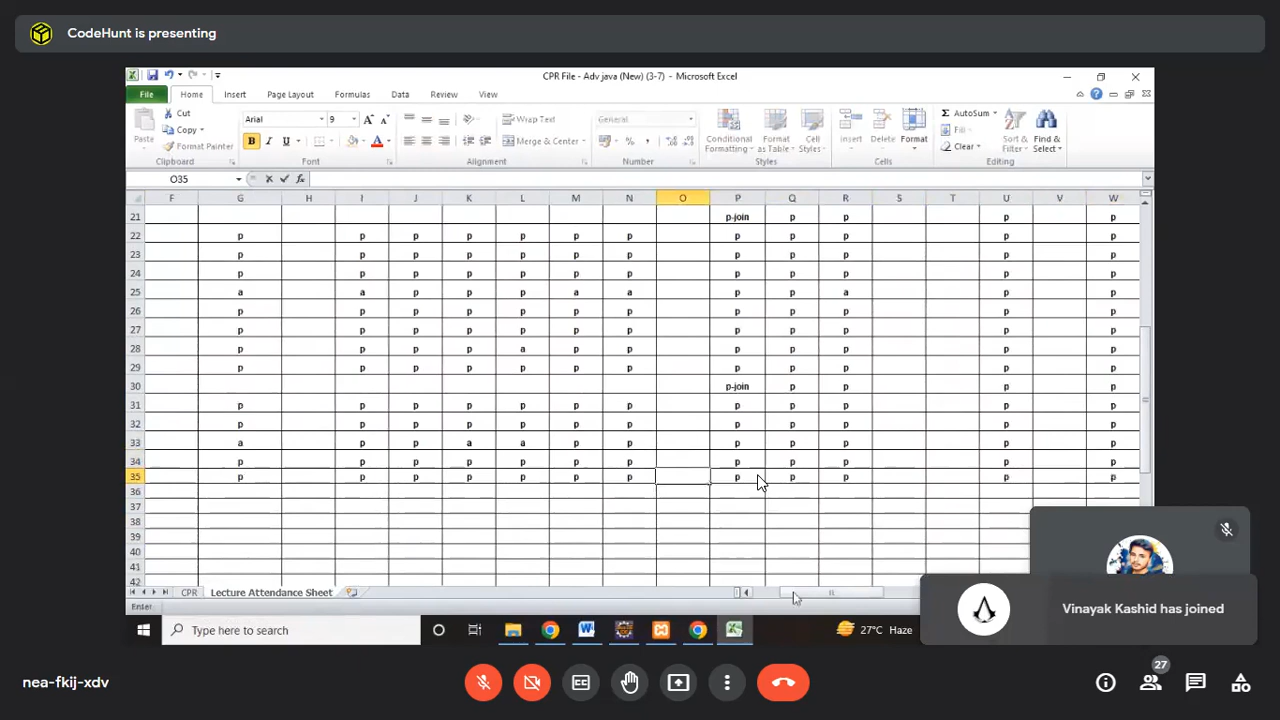 CodeHunt is presenting
CPR File - Adv java (New) (3-7) - Microsoft Excel
File Home Insert Page Layout Formulas Data Review View
Paste Cut Copy Format Painter Clipboard
Arial 9 A A B I U A Font
Wrap Text Merge & Center Alignment
General % , Number
Conditional Formatting Format as Table Cell Styles Styles
Insert Delete Format Cells
Σ AutoSum Fill Clear Sort & Filter Find & Select Editing
O35 fx
F G H I J K L M N O P Q R S T U V W
21 p-join p p p p
22 p p p p p p p p p p p p
23 p p p p p p p p p p p p
24 p p p p p p p p p p p p
25 a a p p p a a p p a p p
26 p p p p p p p p p p p p
27 p p p p p p p p p p p p
28 p p p p a p p p p p p p
29 p p p p p p p p p p p p
30 p-join p p p p
31 p p p p p p p p p p p p
32 p p p p p p p p p p p p
33 a p p a a p p p p p p p
34 p p p p p p p p p p p p
35 p p p p p p p p p p p p
36
37
38
39
40
41
42
CPR Lecture Attendance Sheet
Enter
Vinayak Kashid has joined
Type here to search
27°C Haze
nea-fkij-xdv
CC
27